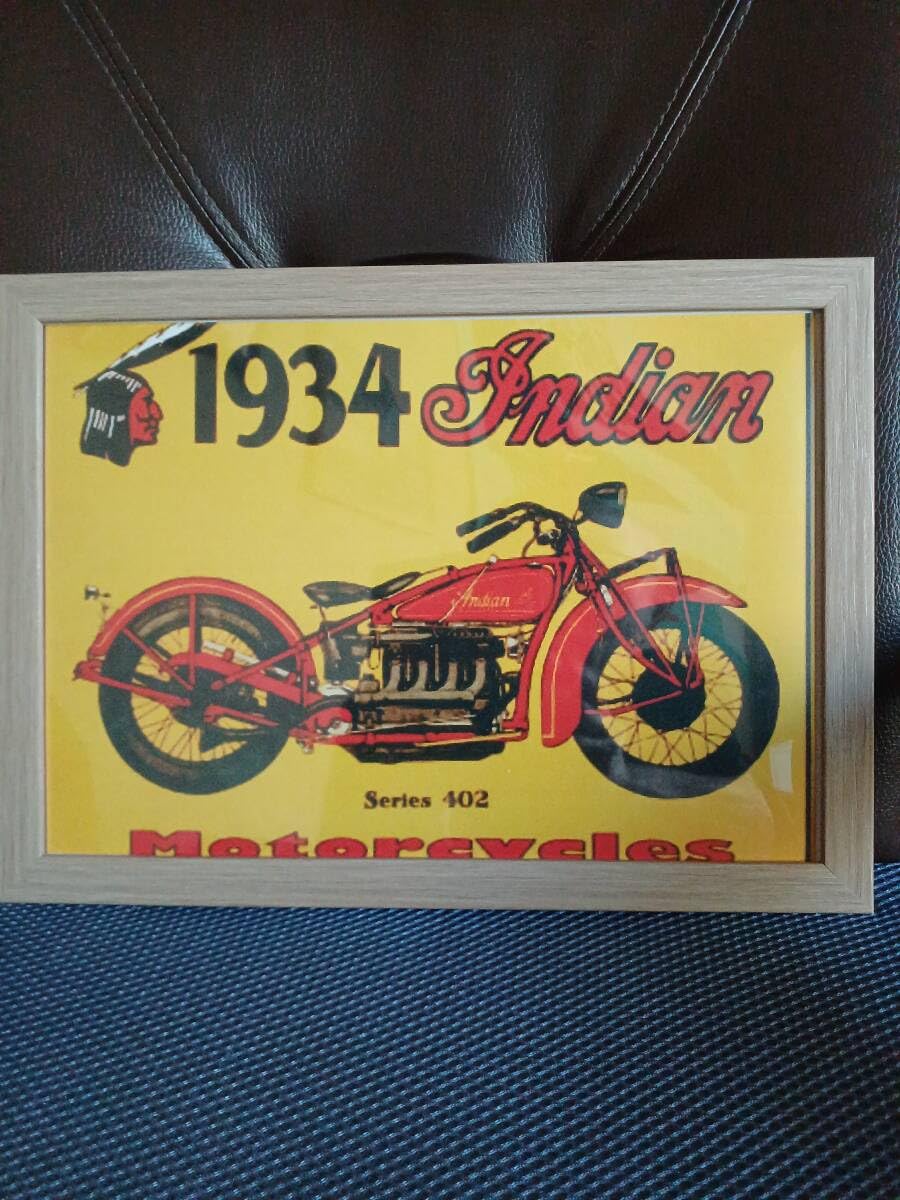 1934 Indian
Indian
Series 402
Motorcycles